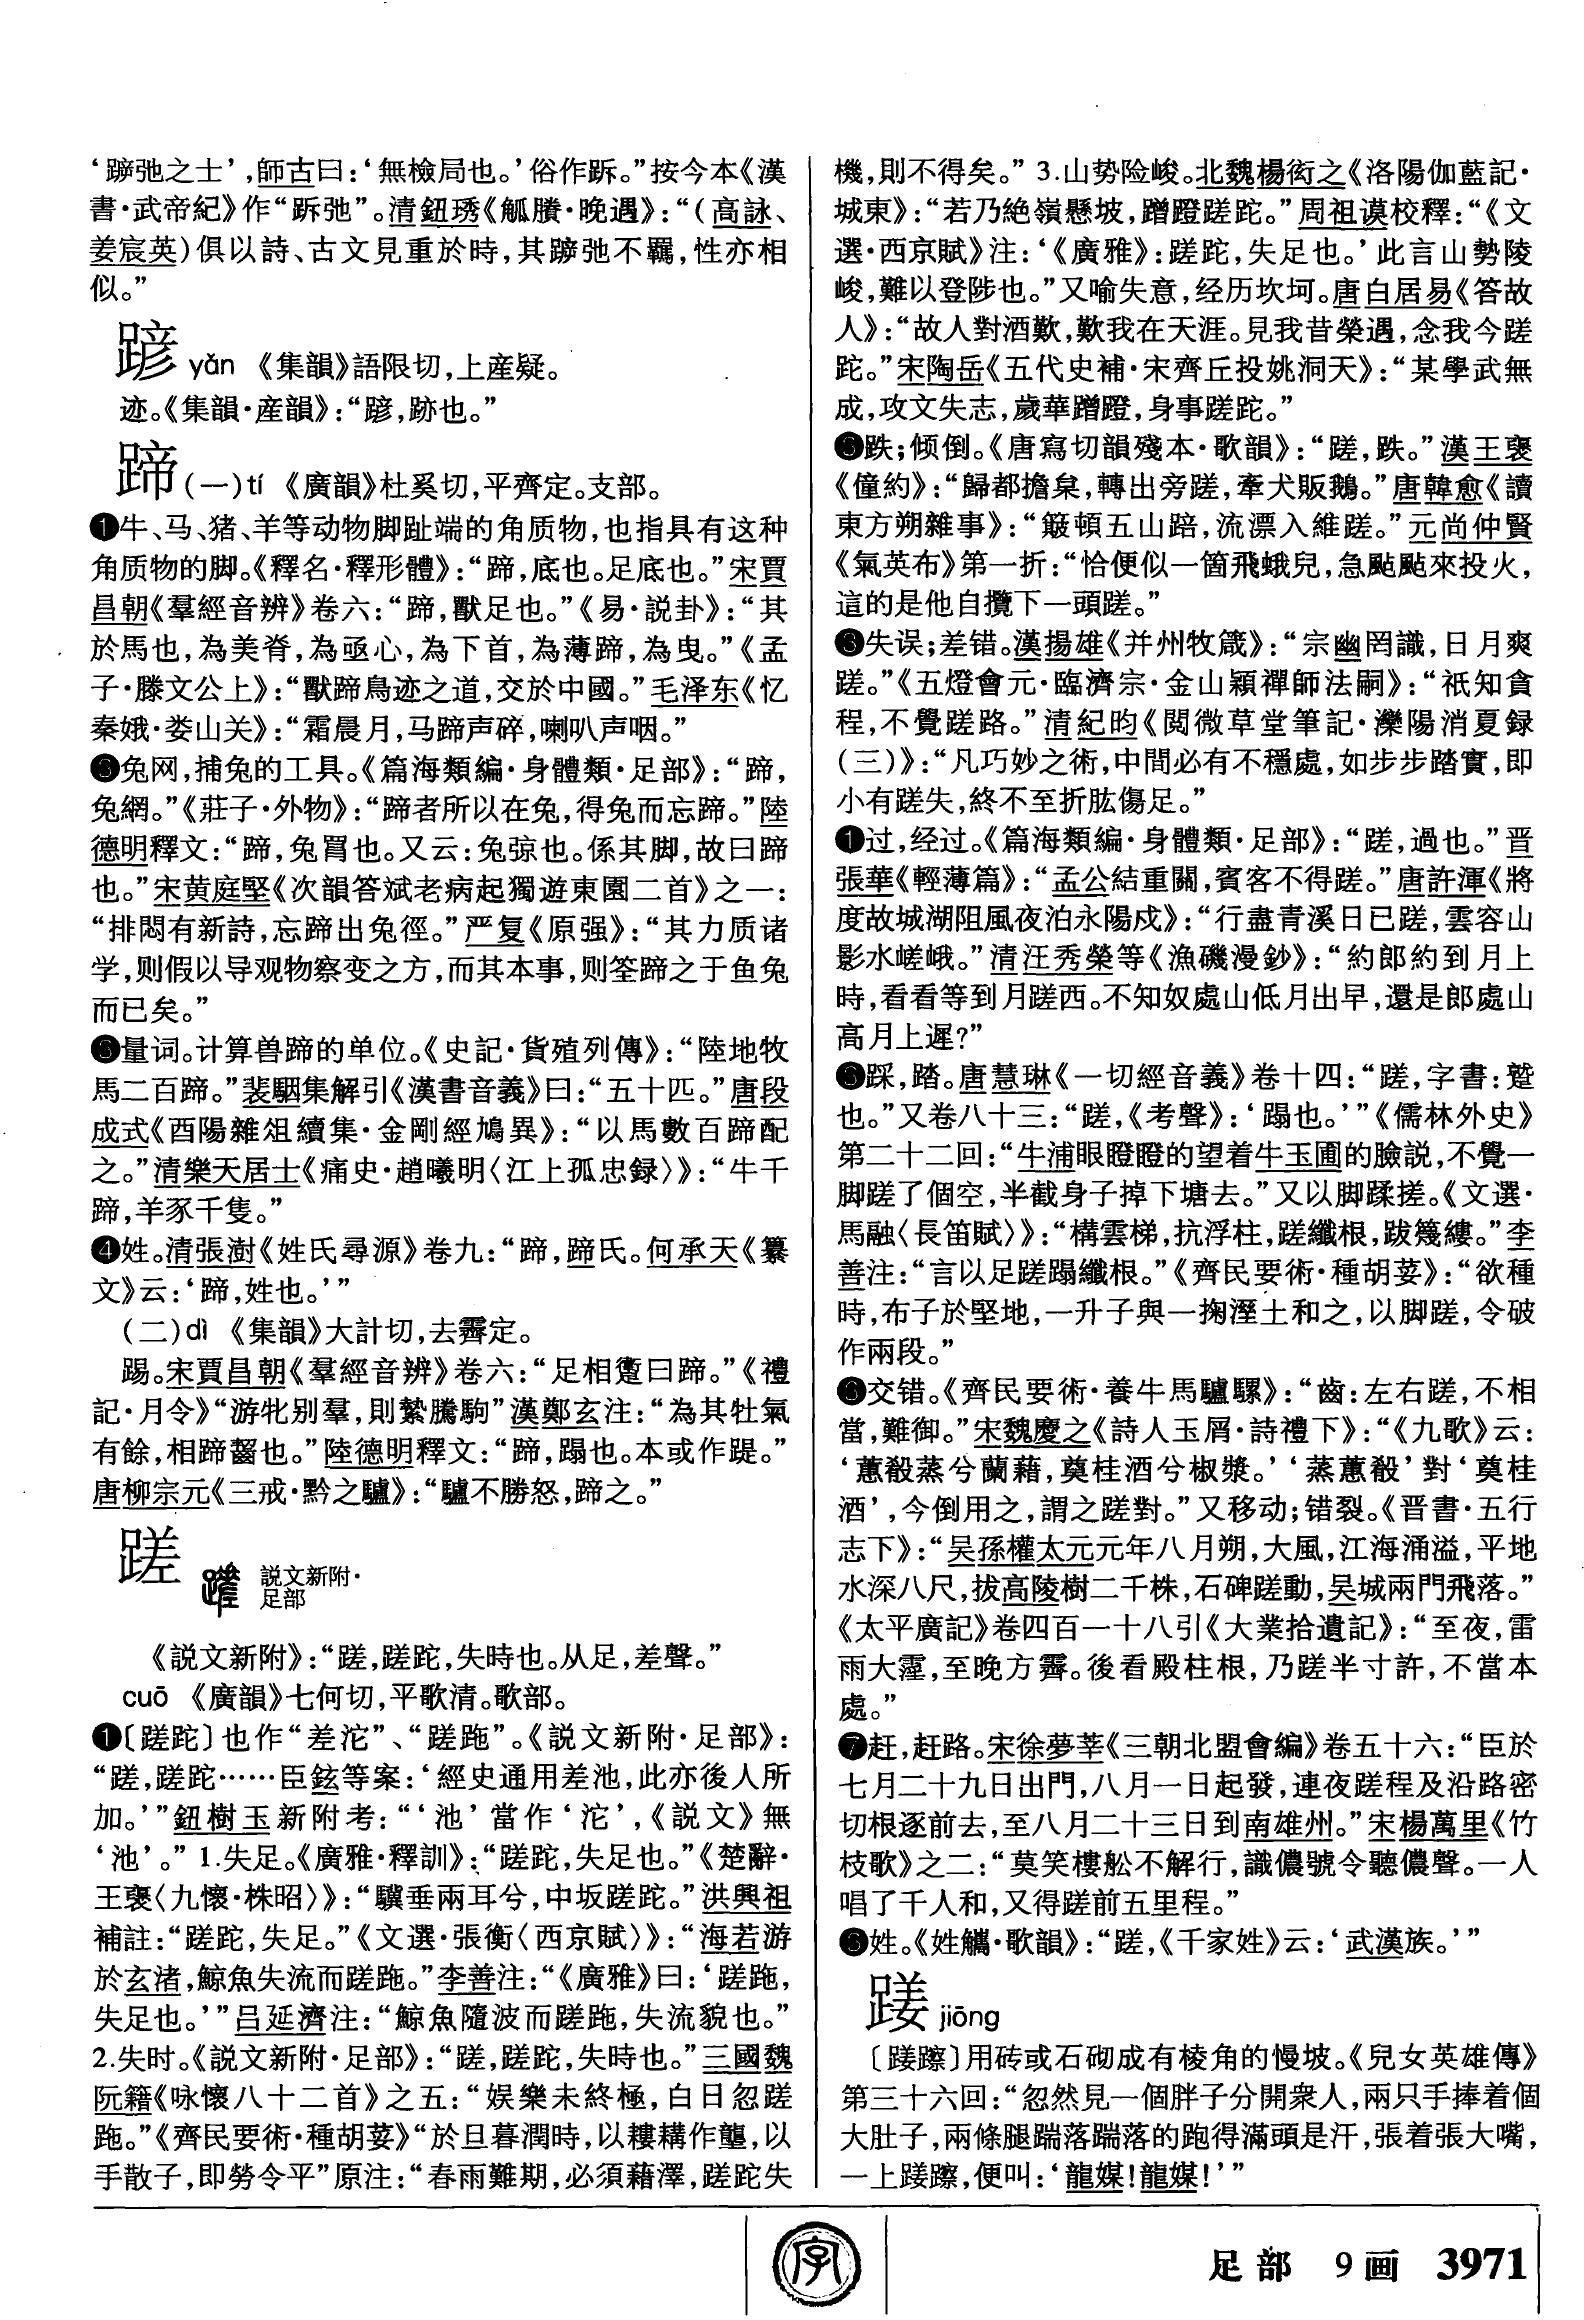 ‘跅弛之士’,師古曰:‘無檢局也。’俗作跅。”按今本《漢
書·武帝紀》作“跅弛”。清鈕琇《觚賸·晚遇》:“(高詠、
姜宸英)俱以詩、古文見重於時,其跅弛不羈,性亦相
似。”
yǎn 《集韻》語限切,上產疑。
迹。《集韻·産韻》:“,跡也。”
蹄(一)tí 《廣韻》杜奚切,平齊定。支部。
❶牛、马、猪、羊等动物脚趾端的角质物,也指具有这种
角质物的脚。《釋名·釋形體》:“蹄,底也。足底也。”宋賈
昌朝《羣經音辨》卷六:“蹄,獸足也。”《易·説卦》:“其
於馬也,為美脊,為亟心,為下首,為薄蹄,為曳。”《孟
子·滕文公上》:“獸蹄鳥迹之道,交於中國。”毛泽东《忆
秦娥·娄山关》:“霜晨月,马蹄声碎,喇叭声咽。”
❸兔网,捕兔的工具。《篇海類編·身體類·足部》:“蹄,
兔網。”《莊子·外物》:“蹄者所以在兔,得兔而忘蹄。”陸
德明釋文:“蹄,兔罥也。又云:兔弶也。係其脚,故曰蹄
也。”宋黄庭堅《次韻答斌老病起獨遊東園二首》之一:
“排悶有新詩,忘蹄出兔徑。”严复《原强》:“其力质诸
学,则假以导观物察变之方,而其本事,则筌蹄之于鱼兔
而已矣。”
❸量词。计算兽蹄的单位。《史記·貨殖列傳》:“陸地牧
馬二百蹄。”裴駰集解引《漢書音義》曰:“五十匹。”唐段
成式《酉陽雜俎續集·金剛經鳩異》:“以馬數百蹄配
之。”清樂天居士《痛史·趙曦明〈江上孤忠録〉》:“牛千
蹄,羊豕千隻。”
❹姓。清張澍《姓氏尋源》卷九:“蹄,蹄氏。何承天《纂
文》云:‘蹄,姓也。’”
(二)dì 《集韻》大計切,去霽定。
踢。宋賈昌朝《羣經音辨》卷六:“足相躗曰蹄。”《禮
記·月令》“游牝别羣,則縶騰駒”漢鄭玄注:“為其牡氣
有餘,相蹄齧也。”陸德明釋文:“蹄,蹋也。本或作踶。”
唐柳宗元《三戒·黔之驢》:“驢不勝怒,蹄之。”
蹉 説文新附·
足部
《説文新附》:“蹉,蹉跎,失時也。从足,差聲。”
cuō 《廣韻》七何切,平歌清。歌部。
❶〔蹉跎〕也作“差沱”、“蹉跑”。《説文新附·足部》:
“蹉,蹉跎……臣鉉等案:‘經史通用差池,此亦後人所
加。’”鈕樹玉新附考:“‘池’當作‘沱’,《説文》無
‘池’。”1.失足。《廣雅·釋訓》:“蹉跎,失足也。”《楚辭·
王襃〈九懷·株昭〉》:“驥垂兩耳兮,中坂蹉跎。”洪興祖
補註:“蹉跎,失足。”《文選·張衡〈西京賦〉》:“海若游
於玄渚,鯨魚失流而蹉跎。”李善注:“《廣雅》曰:‘蹉跎,
失足也。’”吕延濟注:“鯨魚隨波而蹉跎,失流貌也。”
2.失时。《説文新附·足部》:“蹉,蹉跎,失時也。”三國魏
阮籍《咏懷八十二首》之五:“娱樂未終極,白日忽蹉
跎。”《齊民要術·種胡荽》“於旦暮潤時,以耬耩作壟,以
手散子,即勞令平”原注:“春雨難期,必須藉澤,蹉跎失
機,則不得矣。”3.山势险峻。北魏楊衒之《洛陽伽藍記·
城東》:“若乃絶嶺懸坡,蹭蹬蹉跎。”周祖谟校釋:“《文
選·西京賦》注:‘《廣雅》:蹉跎,失足也。’此言山勢陵
峻,難以登陟也。”又喻失意,经历坎坷。唐白居易《答故
人》:“故人對酒歎,歎我在天涯。見我昔榮遇,念我今蹉
跎。”宋陶岳《五代史補·宋齊丘投姚洞天》:“某學武無
成,攻文失志,歲華蹭蹬,身事蹉跎。”
❸跌;倾倒。《唐寫切韻殘本·歌韻》:“蹉,跌。”漢王褒
《僮約》:“歸都擔枲,轉出旁蹉,牽犬販鵝。”唐韓愈《讀
東方朔雜事》:“簸頓五山踣,流漂入維蹉。”元尚仲賢
《氣英布》第一折:“恰便似一箇飛蛾兒,急颭颭來投火,
這的是他自攬下一頭蹉。”
❸失误;差错。漢揚雄《并州牧箴》:“宗幽罔識,日月爽
蹉。”《五燈會元·臨濟宗·金山穎禪師法嗣》:“祇知貪
程,不覺蹉路。”清紀昀《閲微草堂筆記·灤陽消夏録
(三)》:“凡巧妙之術,中間必有不穩處,如步步踏實,即
小有蹉失,終不至折肱傷足。”
❶过,经过。《篇海類編·身體類·足部》:“蹉,過也。”晋
張華《輕薄篇》:“孟公結重關,賓客不得蹉。”唐許渾《將
度故城湖阻風夜泊永陽戍》:“行盡青溪日已蹉,雲容山
影水嵯峨。”清汪秀榮等《漁磯漫鈔》:“約郎約到月上
時,看看等到月蹉西。不知奴處山低月出早,還是郎處山
高月上遲?”
❸踩,踏。唐慧琳《一切經音義》卷十四:“蹉,字書:蹔
也。”又卷八十三:“蹉,《考聲》:‘蹋也。’”《儒林外史》
第二十二回:“牛浦眼瞪瞪的望着牛玉圃的臉説,不覺一
脚蹉了個空,半截身子掉下塘去。”又以脚蹂搓。《文選·
馬融〈長笛賦〉》:“構雲梯,抗浮柱,蹉纖根,跋篾縷。”李
善注:“言以足蹉蹋纖根。”《齊民要術·種胡荽》:“欲種
時,布子於堅地,一升子與一掬溼土和之,以脚蹉,令破
作兩段。”
❻交错。《齊民要術·養牛馬驢騾》:“齒:左右蹉,不相
當,難御。”宋魏慶之《詩人玉屑·詩禮下》:“《九歌》云:
‘蕙殽蒸兮蘭藉,奠桂酒兮椒漿。’‘蒸蕙殽’對‘奠桂
酒’,今倒用之,謂之蹉對。”又移动;错裂。《晋書·五行
志下》:“吴孫權太元元年八月朔,大風,江海涌溢,平地
水深八尺,拔高陵樹二千株,石碑蹉動,吴城兩門飛落。”
《太平廣記》卷四百一十八引《大業拾遺記》:“至夜,雷
雨大霔,至晚方霽。後看殿柱根,乃蹉半寸許,不當本
處。”
❼赶,赶路。宋徐夢莘《三朝北盟會編》卷五十六:“臣於
七月二十九日出門,八月一日起發,連夜蹉程及沿路密
切根逐前去,至八月二十三日到南雄州。”宋楊萬里《竹
枝歌》之二:“莫笑樓舩不解行,識儂號令聽儂聲。一人
唱了千人和,又得蹉前五里程。”
❸姓。《姓觿·歌韻》:“蹉,《千家姓》云:‘武漢族。’”
jiōng
用砖或石砌成有棱角的慢坡。《兒女英雄傳》
第三十六回:“忽然見一個胖子分開衆人,兩只手捧着個
大肚子,兩條腿踹落踹落的跑得滿頭是汗,張着張大嘴,
一上礓䃰,便叫:‘龍媒!龍媒!’”
字
足部 9画 3971